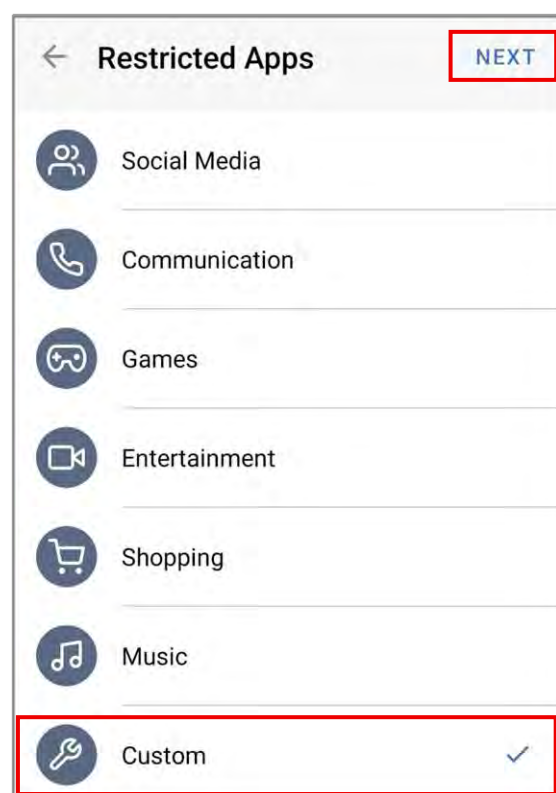 Restricted Apps
NEXT
Social Media
Communication
Games
Entertainment
Shopping
Music
Custom